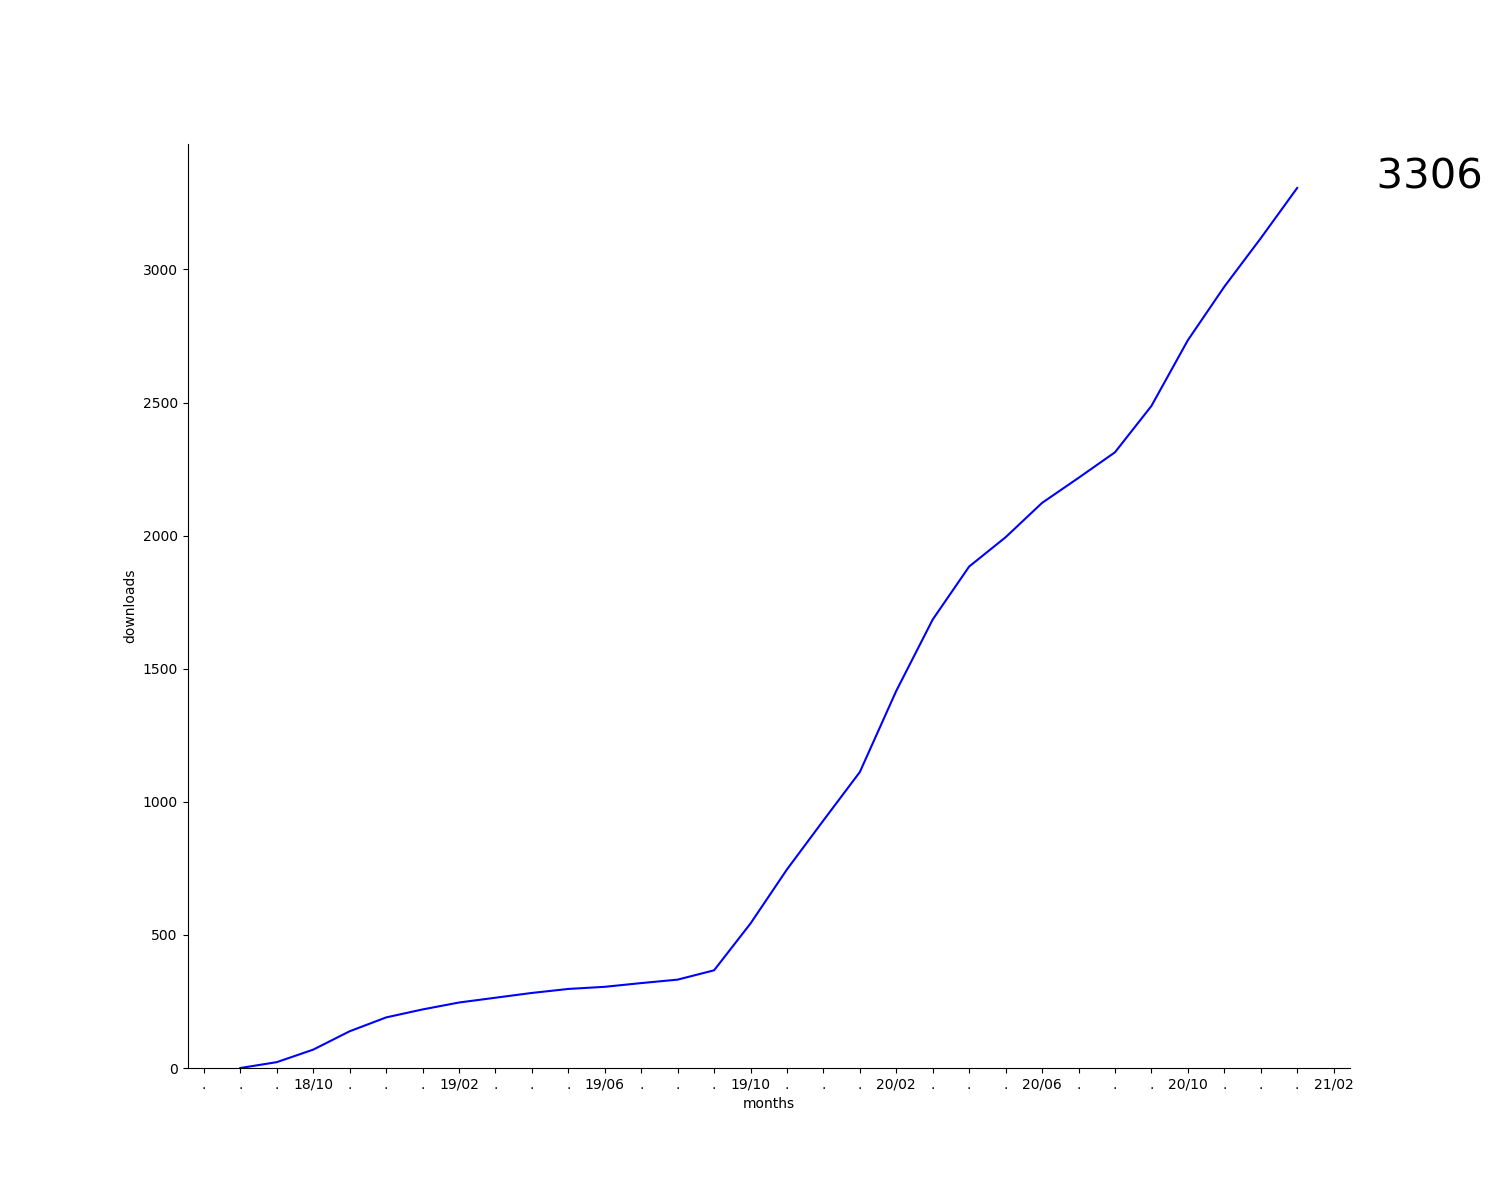 3306
3000
2500
2000
1500
1000
500
0
downloads
. . . 18/10 . . . 19/02 . . . 19/06 . . . 19/10 . . . 20/02 . . . 20/06 . . . 20/10 . . . 21/02
months